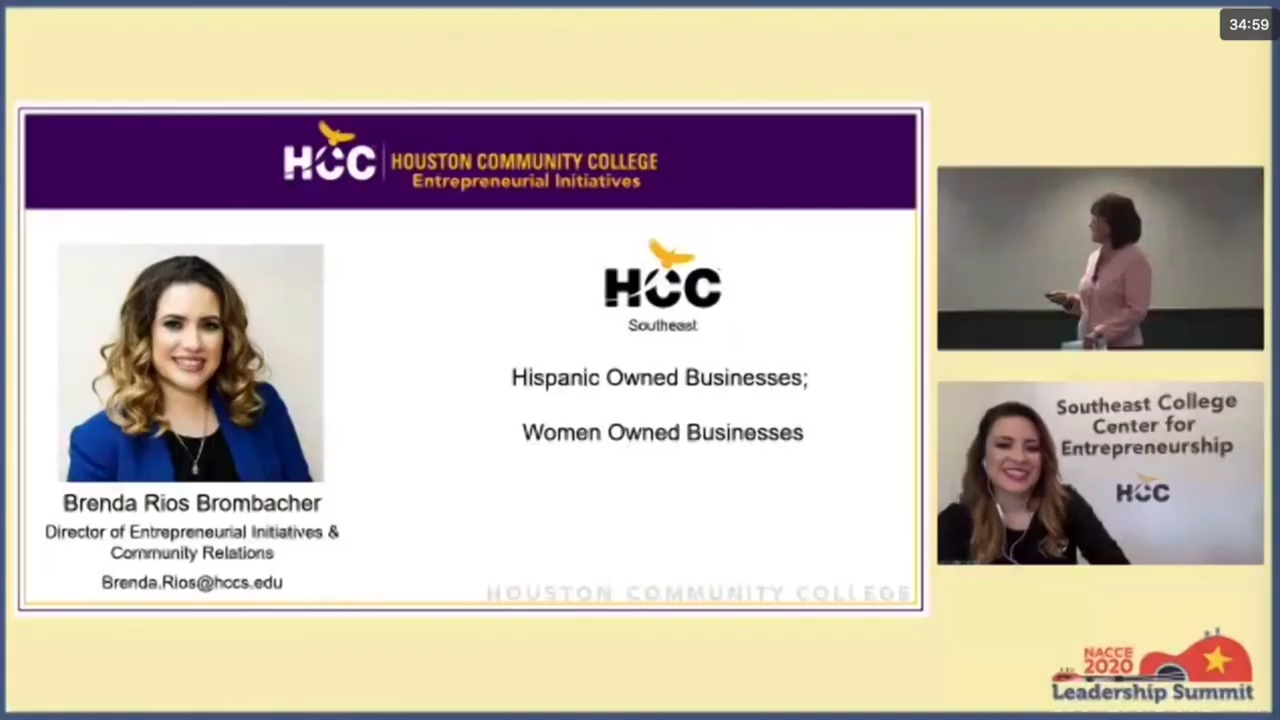 34:59
HCC
HOUSTON COMMUNITY COLLEGE
Entrepreneurial Initiatives
HCC
Southeast
Hispanic Owned Businesses;
Women Owned Businesses
Brenda Rios Brombacher
Director of Entrepreneurial Initiatives &
Community Relations
Brenda.Rios@hccs.edu
HOUSTON COMMUNITY COLLEGE
Southeast College
Center for
Entrepreneurship
HCC
NACCE
2020
Leadership Summit